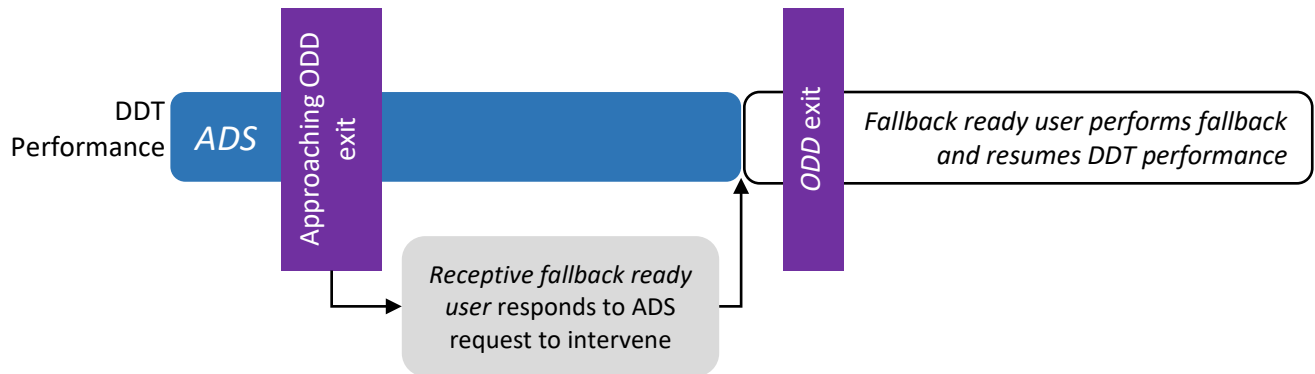 DDT
Performance
ADS
Approaching ODD
exit
Receptive fallback ready
user responds to ADS
request to intervene
ODD exit
Fallback ready user performs fallback
and resumes DDT performance